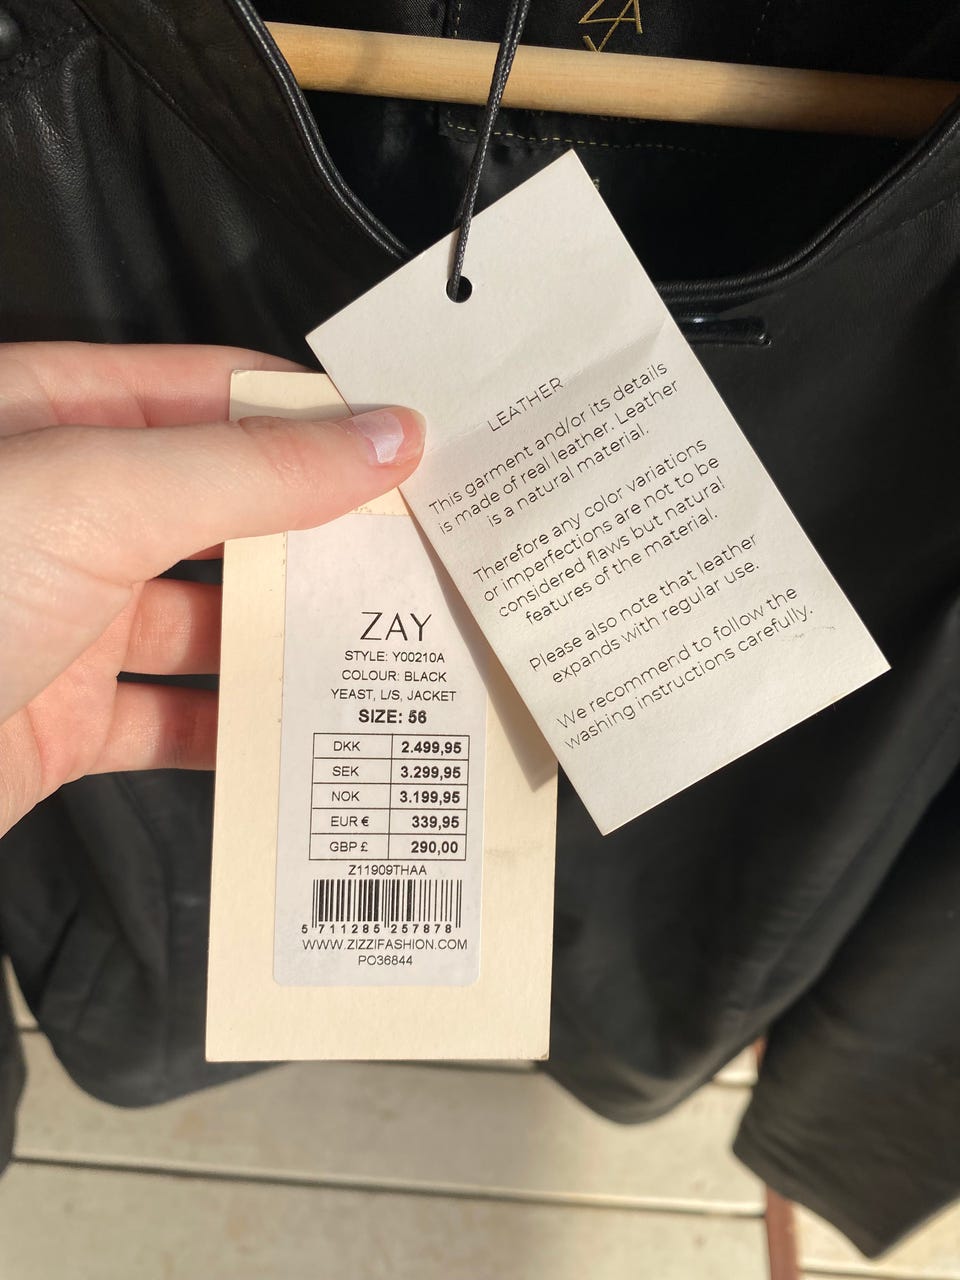 LEATHER
This garment and/or its details
is made of real leather. Leather
is a natural material.
Therefore any color variations
or imperfections are not to be
considered flaws but natural
features of the material.
Please also note that leather
expands with regular use.
We recommend to follow the
washing instructions carefully.
ZAY
STYLE: Y00210A
COLOUR: BLACK
YEAST, L/S, JACKET
SIZE: 56
DKK 2.499,95
SEK 3.299,95
NOK 3.199,95
EUR € 339,95
GBP £ 290,00
Z11909THAA
5 711285 257878
WWW.ZIZZIFASHION.COM
PO36844